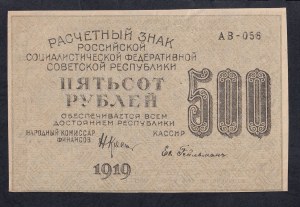 РАСЧЕТНЫЙ ЗНАК
РОССИЙСКОЙ
СОЦИАЛИСТИЧЕСКОЙ ФЕДЕРАТИВНОЙ
СОВЕТСКОЙ РЕСПУБЛИКИ
АВ-056
ПЯТЬСОТ
РУБЛЕЙ
500
ОБЕСПЕЧИВАЕТСЯ ВСЕМ
ДОСТОЯНИЕМ РЕСПУБЛИКИ
НАРОДНЫЙ КОМИССАР
ФИНАНСОВ
КАССИР
1919